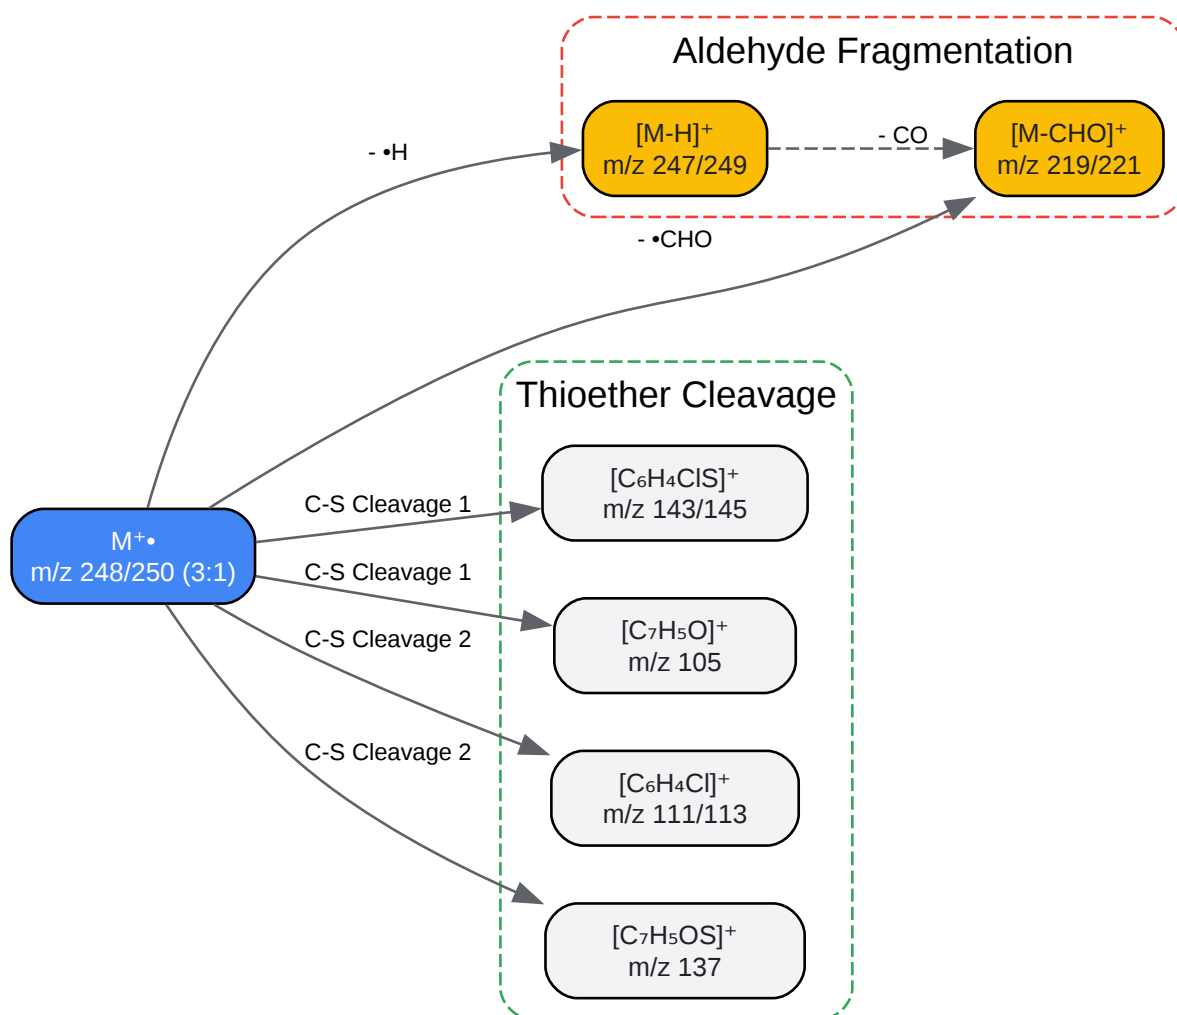 Aldehyde Fragmentation
[M-H]⁺
m/z 247/249
- CO
[M-CHO]⁺
m/z 219/221
- •H
- •CHO
Thioether Cleavage
M⁺•
m/z 248/250 (3:1)
C-S Cleavage 1
[C₆H₄ClS]⁺
m/z 143/145
C-S Cleavage 1
[C₇H₅O]⁺
m/z 105
C-S Cleavage 2
[C₆H₄Cl]⁺
m/z 111/113
C-S Cleavage 2
[C₇H₅OS]⁺
m/z 137